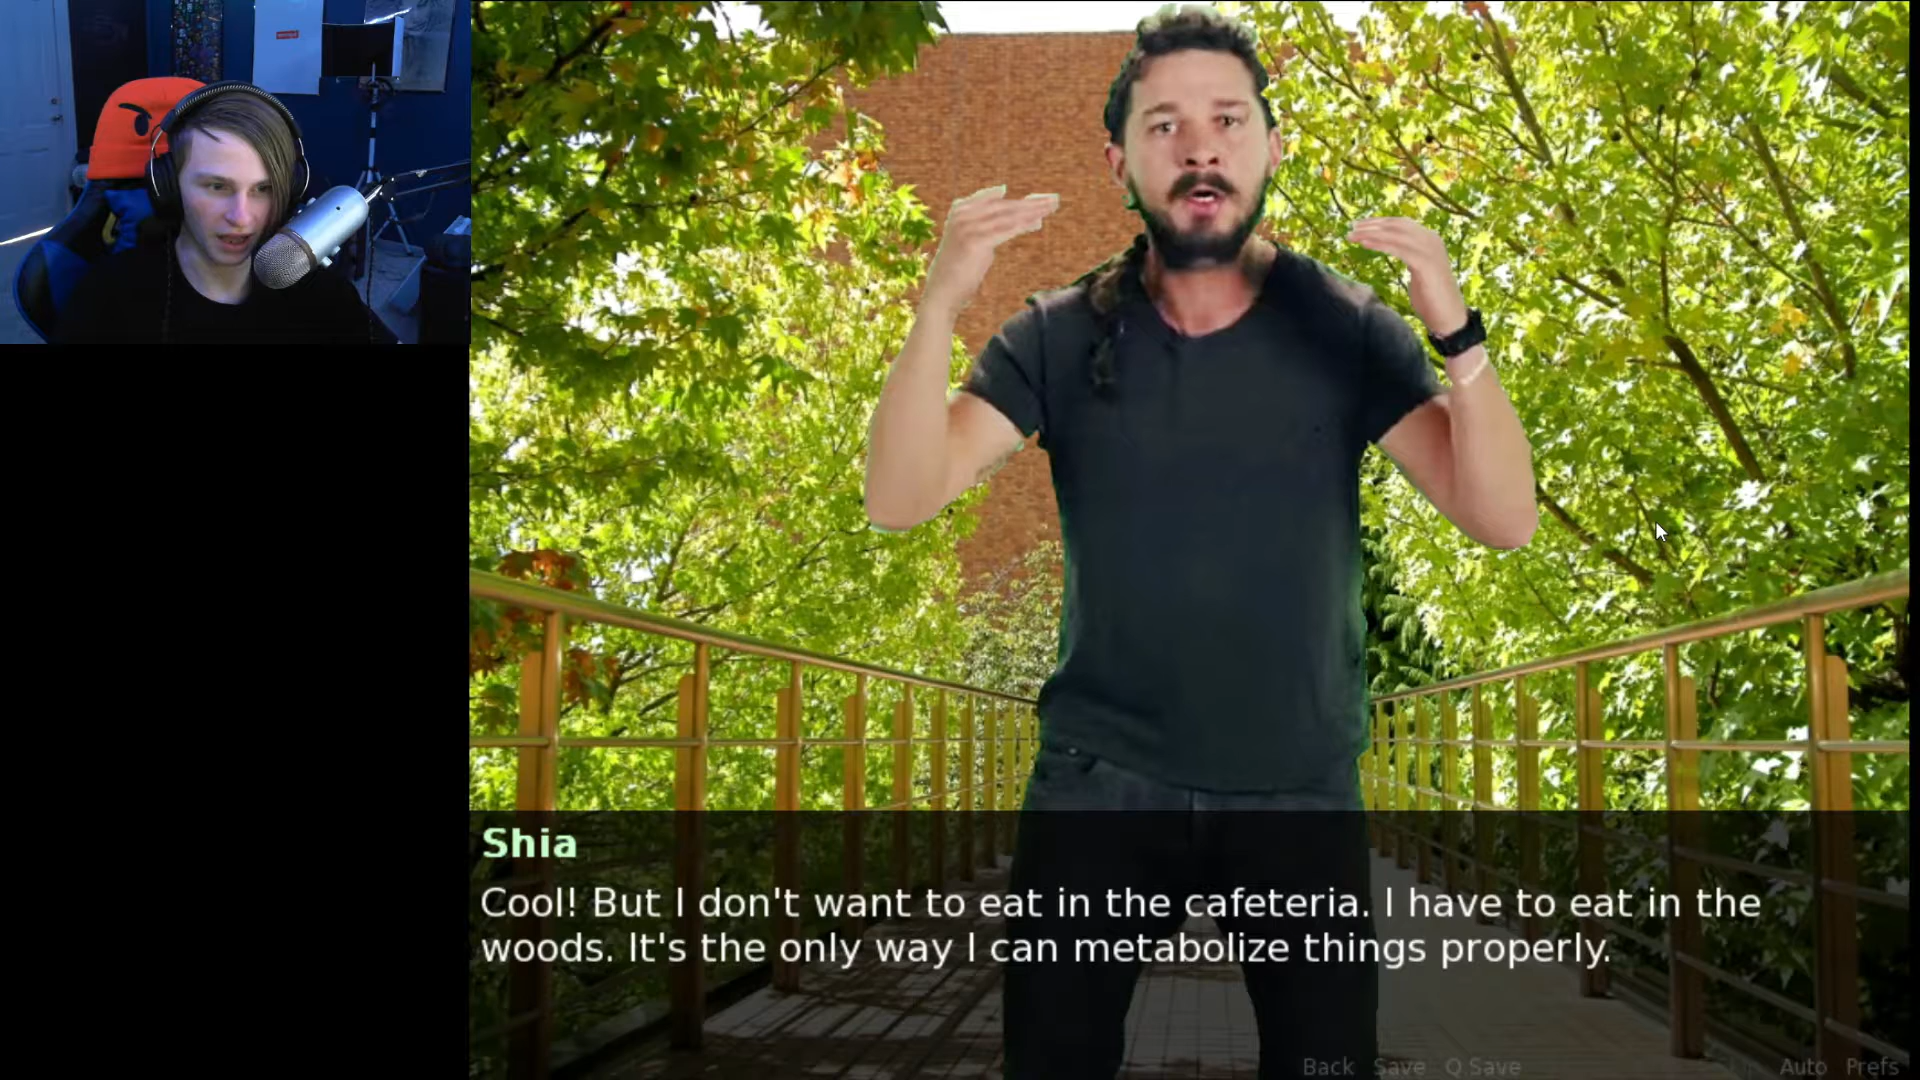 Shia
Cool! But I don't want to eat in the cafeteria. I have to eat in the
woods. It's the only way I can metabolize things properly.
Back Save Q.Save Auto Prefs